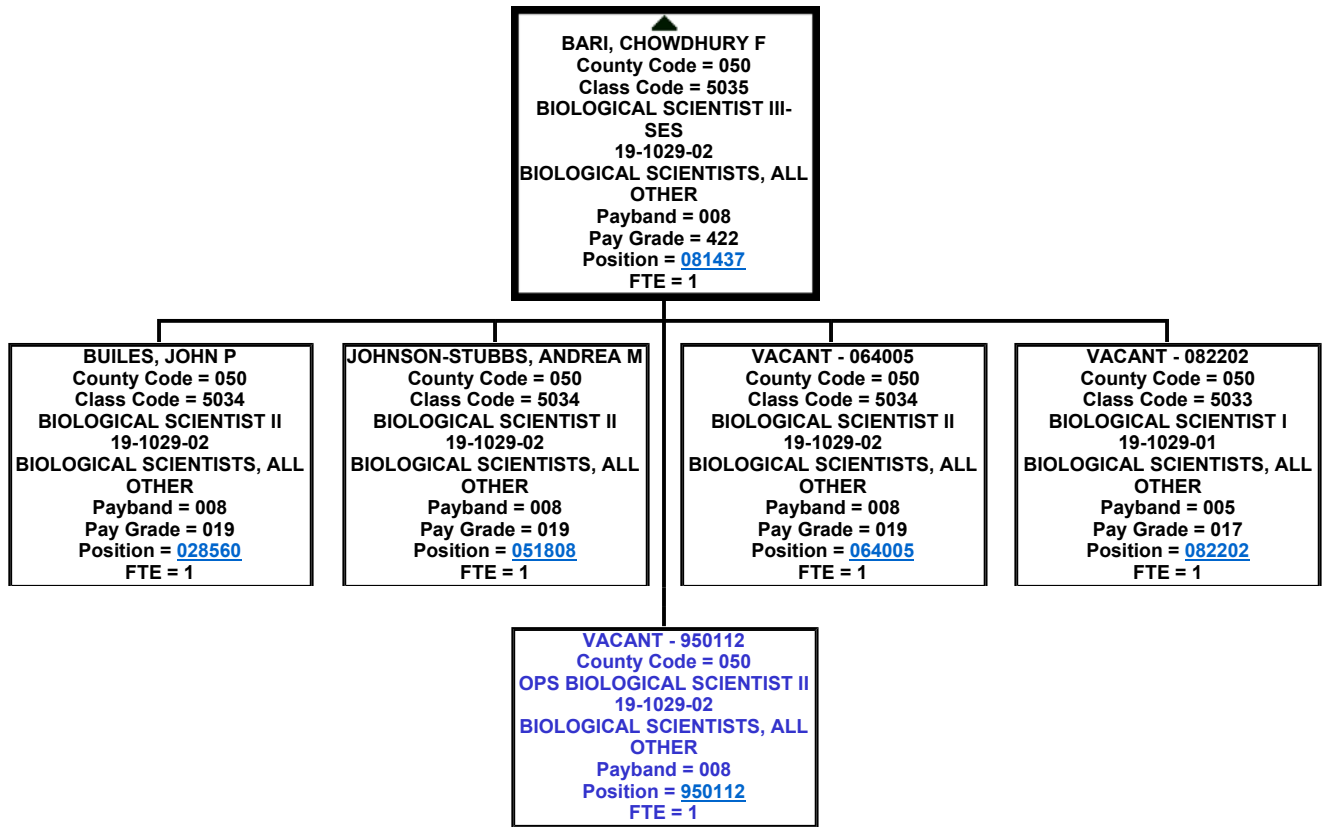 BARI, CHOWDHURY F
County Code = 050
Class Code = 5035
BIOLOGICAL SCIENTIST III-
SES
19-1029-02
BIOLOGICAL SCIENTISTS, ALL
OTHER
Payband = 008
Pay Grade = 422
Position = 081437
FTE = 1
BUILES, JOHN P
County Code = 050
Class Code = 5034
BIOLOGICAL SCIENTIST II
19-1029-02
BIOLOGICAL SCIENTISTS, ALL
OTHER
Payband = 008
Pay Grade = 019
Position = 028560
FTE = 1
JOHNSON-STUBBS, ANDREA M
County Code = 050
Class Code = 5034
BIOLOGICAL SCIENTIST II
19-1029-02
BIOLOGICAL SCIENTISTS, ALL
OTHER
Payband = 008
Pay Grade = 019
Position = 051808
FTE = 1
VACANT - 064005
County Code = 050
Class Code = 5034
BIOLOGICAL SCIENTIST II
19-1029-02
BIOLOGICAL SCIENTISTS, ALL
OTHER
Payband = 008
Pay Grade = 019
Position = 064005
FTE = 1
VACANT - 082202
County Code = 050
Class Code = 5033
BIOLOGICAL SCIENTIST I
19-1029-01
BIOLOGICAL SCIENTISTS, ALL
OTHER
Payband = 005
Pay Grade = 017
Position = 082202
FTE = 1
VACANT - 950112
County Code = 050
OPS BIOLOGICAL SCIENTIST II
19-1029-02
BIOLOGICAL SCIENTISTS, ALL
OTHER
Payband = 008
Position = 950112
FTE = 1